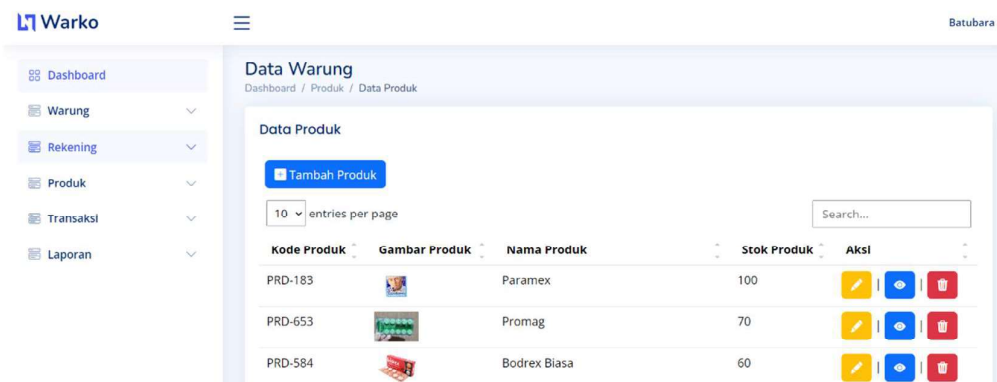 Warko
Batubara
Dashboard
Warung
Rekening
Produk
Transaksi
Laporan
Data Warung
Dashboard / Produk / Data Produk
Data Produk
Tambah Produk
10 entries per page
Search...
Kode Produk Gambar Produk Nama Produk Stok Produk Aksi
PRD-183 Paramex 100 | |
PRD-653 Promag 70 | |
PRD-584 Bodrex Biasa 60 | |